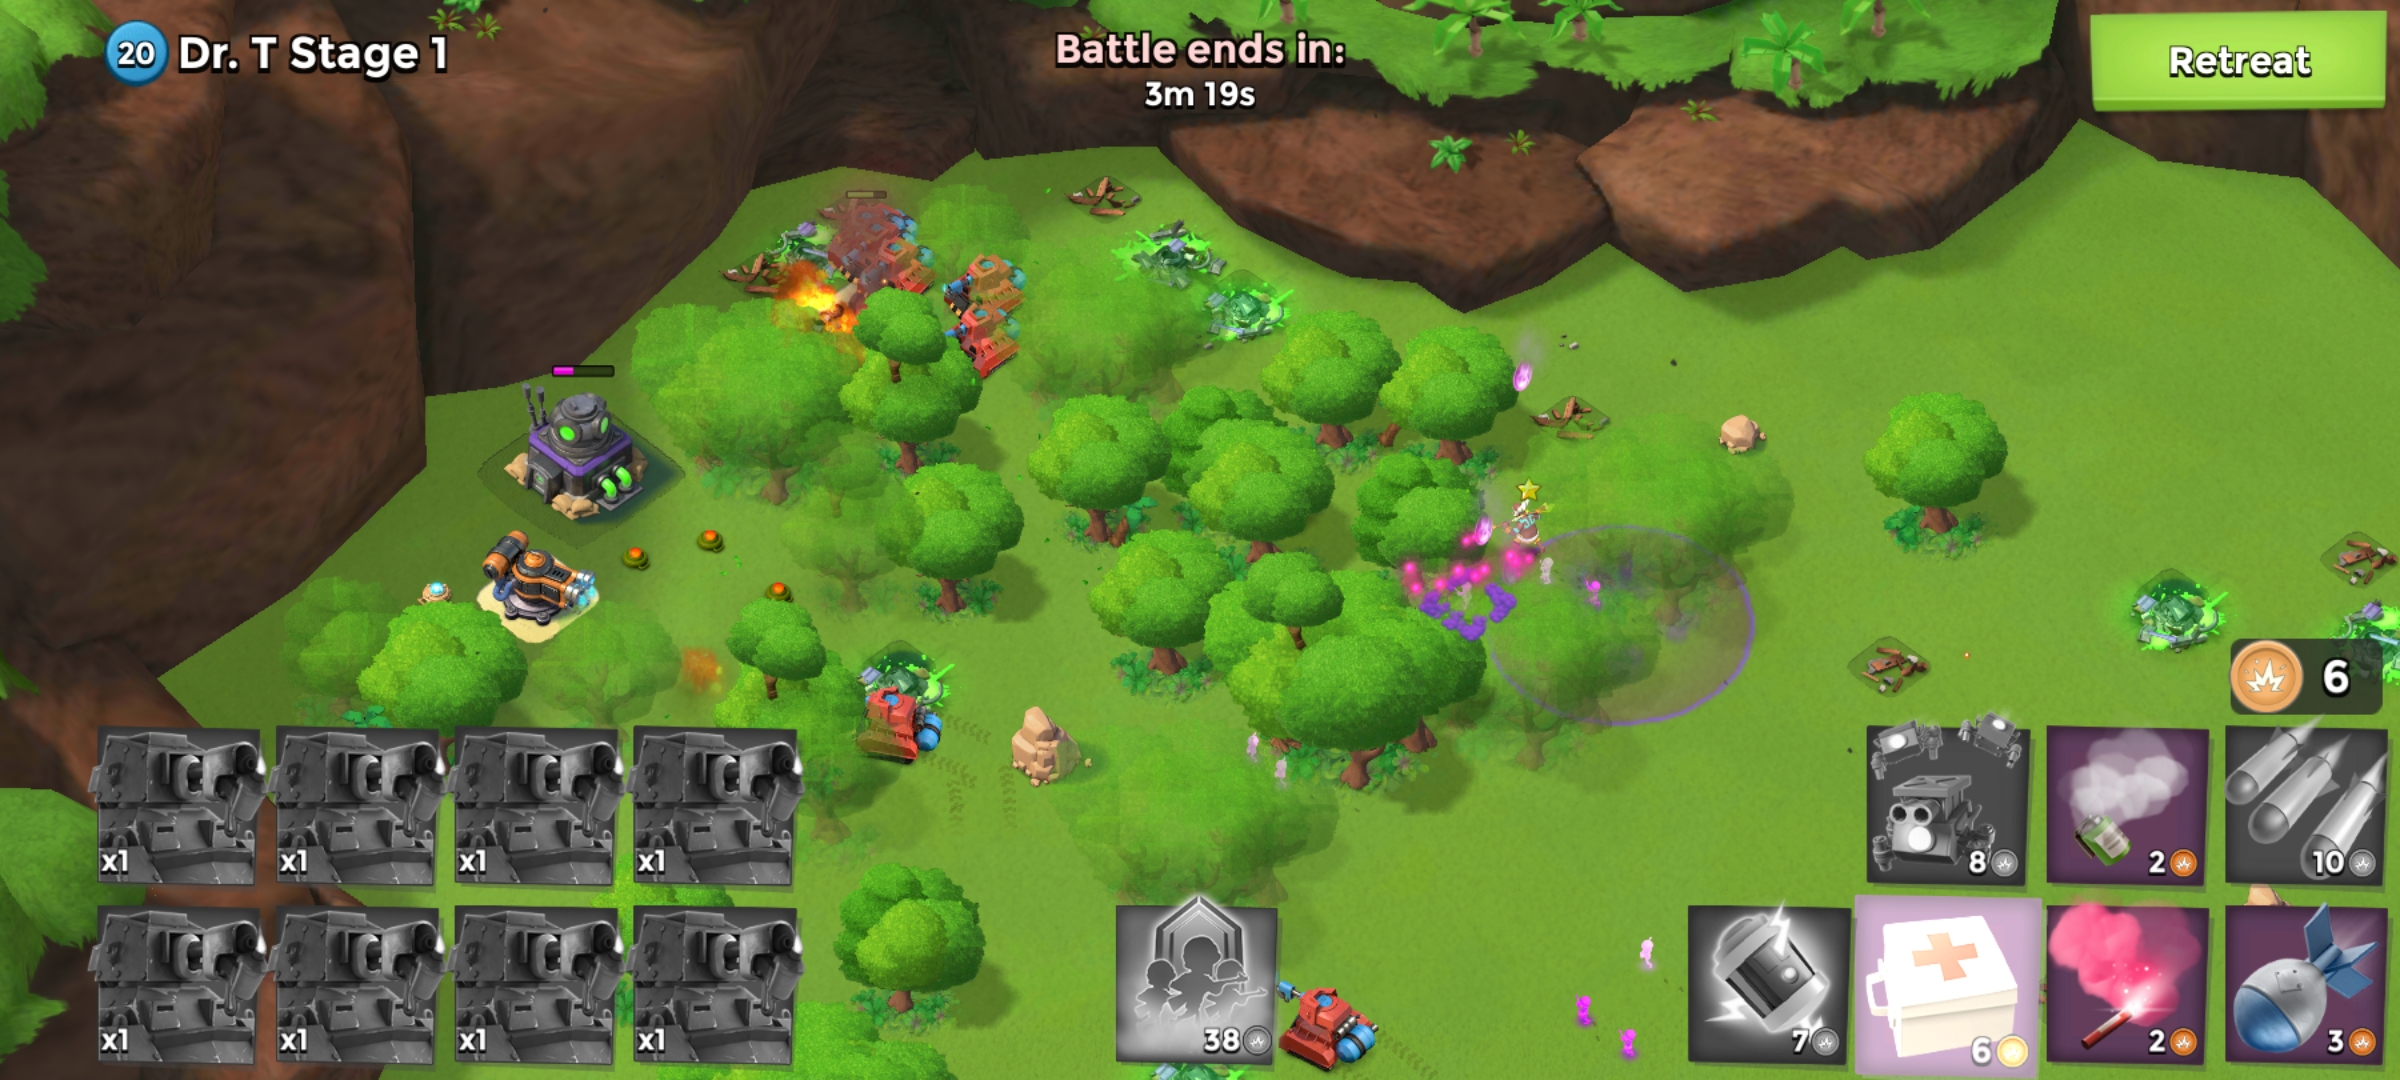 20 Dr. T Stage 1
Battle ends in:
3m 19s
Retreat
6
x1 x1 x1 x1
8 2 10
x1 x1 x1 x1
38 7 6 2 3